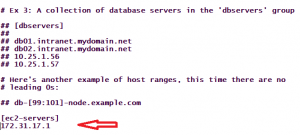 # Ex 3: A collection of database servers in the 'dbservers' group
## [dbservers]
##
## db01.intranet.mydomain.net
## db02.intranet.mydomain.net
## 10.25.1.56
## 10.25.1.57
# Here's another example of host ranges, this time there are no
# leading 0s:
## db-[99:101]-node.example.com
[ec2-servers]
172.31.17.1